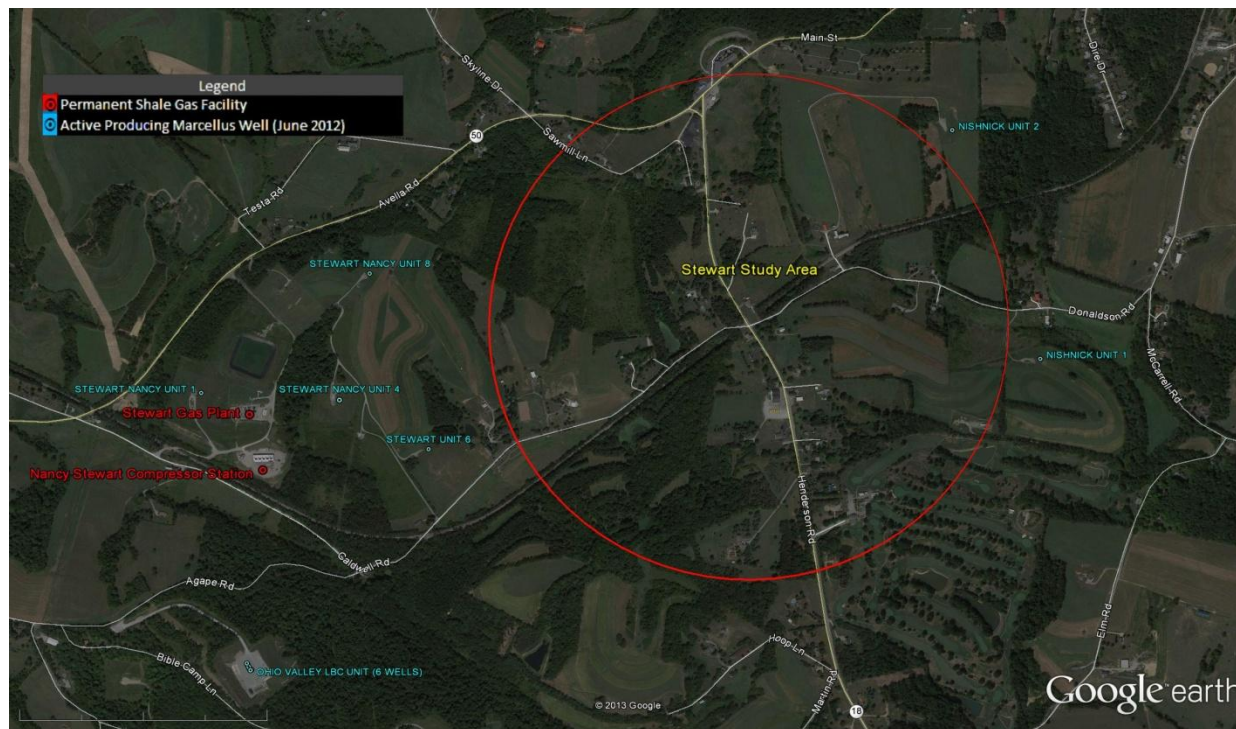 Legend
Permanent Shale Gas Facility
Active Producing Marcellus Well (June 2012)
Main St
Dire Dr
Skyline Dr
50
Sawmill Ln
NISHNICK UNIT 2
Testa Rd
Avella Rd
STEWART NANCY UNIT 8
Stewart Study Area
Donaldson Rd
NISHNICK UNIT 1
McCarrell Rd
STEWART NANCY UNIT 1
STEWART NANCY UNIT 4
Stewart Gas Plant
STEWART UNIT 6
Nancy Stewart Compressor Station
Henderson Rd
Caldwell Rd
Agape Rd
Elm Rd
Hoop Ln
Bible Camp Ln
OHIO VALLEY LBC UNIT (6 WELLS)
Martin Rd
Google earth
© 2013 Google
18